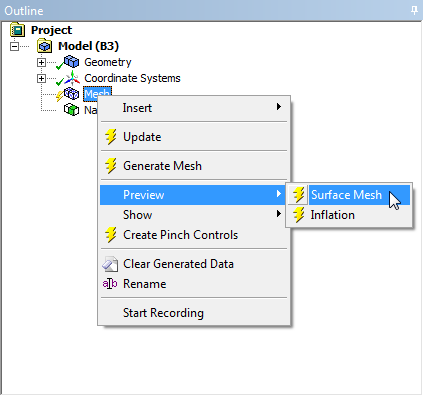 Outline
Project
Model (B3)
Geometry
Coordinate Systems
Mesh
Na
Insert
Update
Generate Mesh
Preview
Surface Mesh
Show
Inflation
Create Pinch Controls
Clear Generated Data
Rename
Start Recording